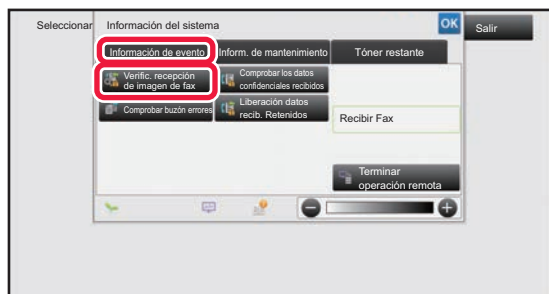 Seleccionar
Información del sistema
OK
Salir
Información de evento
Inform. de mantenimiento
Tóner restante
Verific. recepción
de imagen de fax
Comprobar los datos
confidenciales recibidos
Comprobar buzón errores
Liberación datos
recib. Retenidos
Recibir Fax
Terminar
operación remota